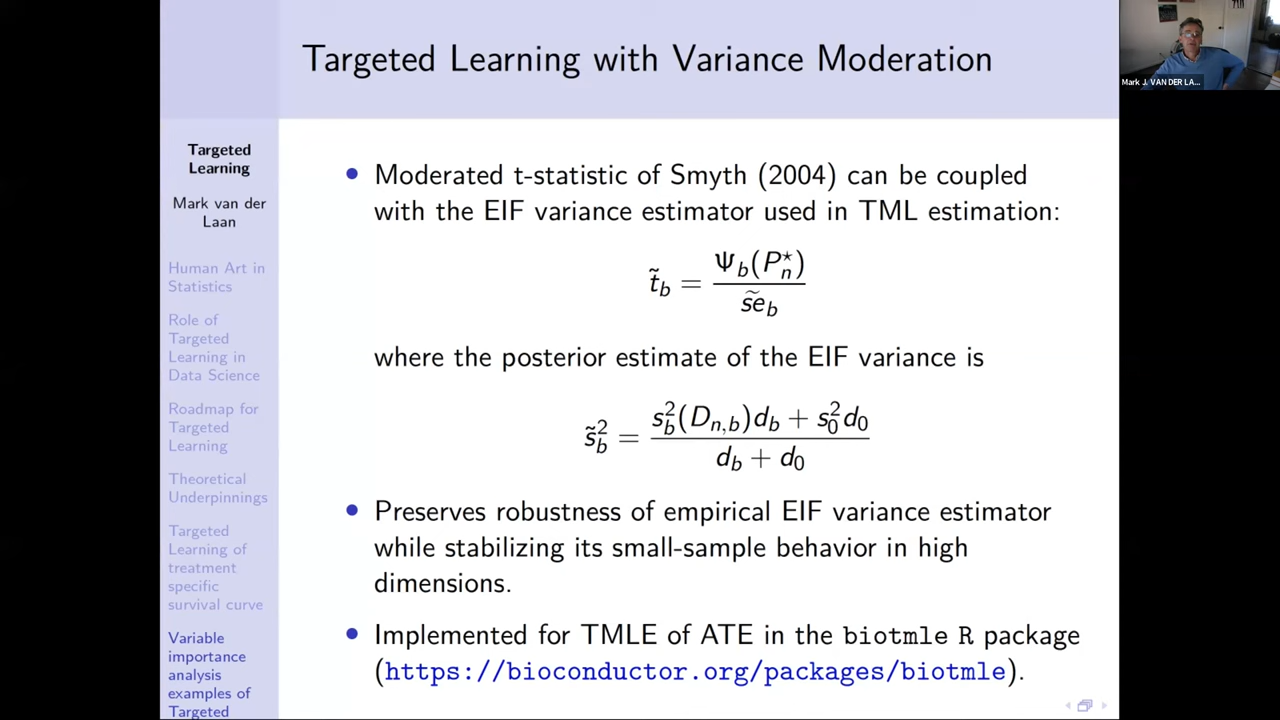 Targeted Learning with Variance Moderation
Mark J. VAN DER LA...
Targeted
Learning
Mark van der
Laan
Human Art in
Statistics
Role of
Targeted
Learning in
Data Science
Roadmap for
Targeted
Learning
Theoretical
Underpinnings
Targeted
Learning of
treatment
specific
survival curve
Variable
importance
analysis
examples of
Targeted
• Moderated t-statistic of Smyth (2004) can be coupled
with the EIF variance estimator used in TML estimation:
t̃_b = Ψ_b(P_n^⋆) / s̃e_b
where the posterior estimate of the EIF variance is
s̃_b^2 = (s_b^2(D_{n,b})d_b + s_0^2 d_0) / (d_b + d_0)
• Preserves robustness of empirical EIF variance estimator
while stabilizing its small-sample behavior in high
dimensions.
• Implemented for TMLE of ATE in the biotmle R package
(https://bioconductor.org/packages/biotmle).